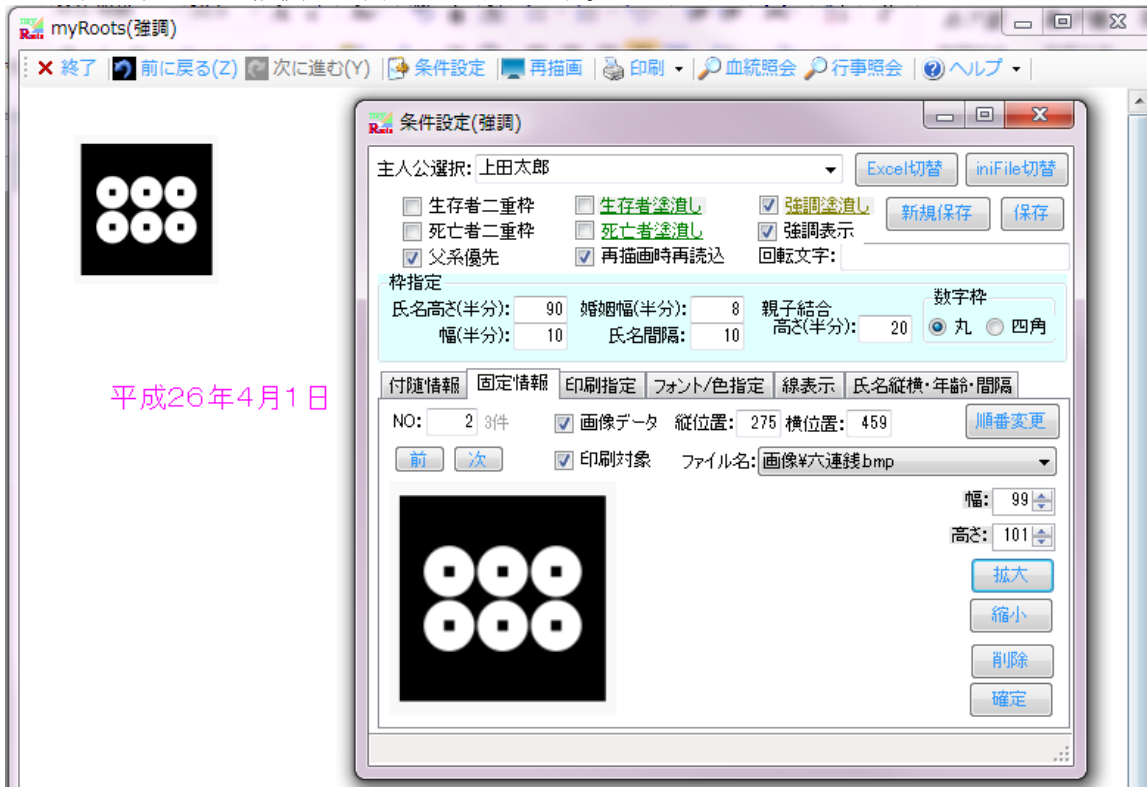 myRoots(強調)
終了 前に戻る(Z) 次に進む(Y) 条件設定 再描画 印刷 血統照会 行事照会 ヘルプ
平成26年4月1日
条件設定(強調)
主人公選択: 上田太郎 Excel切替 iniFile切替
生存者二重枠 生存者塗潰し 強調塗潰し 新規保存 保存
死亡者二重枠 死亡者塗潰し 強調表示
父系優先 再描画時再読込 回転文字:
枠指定
氏名高さ(半分): 90 婚姻幅(半分): 8 親子結合 数字枠
幅(半分): 10 氏名間隔: 10 高さ(半分): 20 丸 四角
付随情報 固定情報 印刷指定 フォント/色指定 線表示 氏名縦横・年齢・間隔
NO: 2 3件 画像データ 縦位置: 275 横位置: 459 順番変更
前 次 印刷対象 ファイル名: 画像¥六連銭.bmp
幅: 99
高さ: 101
拡大
縮小
削除
確定